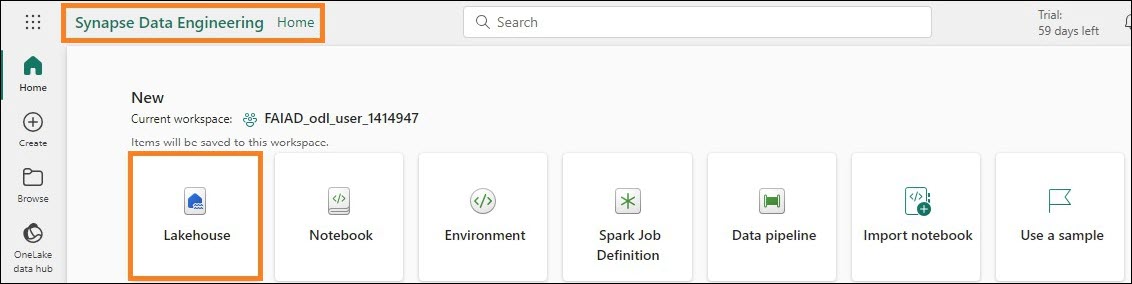 Synapse Data Engineering Home
Search
Trial:
59 days left
Home
Create
Browse
OneLake
data hub
New
Current workspace: FAIAD_odl_user_1414947
Items will be saved to this workspace.
Lakehouse
Notebook
Environment
Spark Job
Definition
Data pipeline
Import notebook
Use a sample